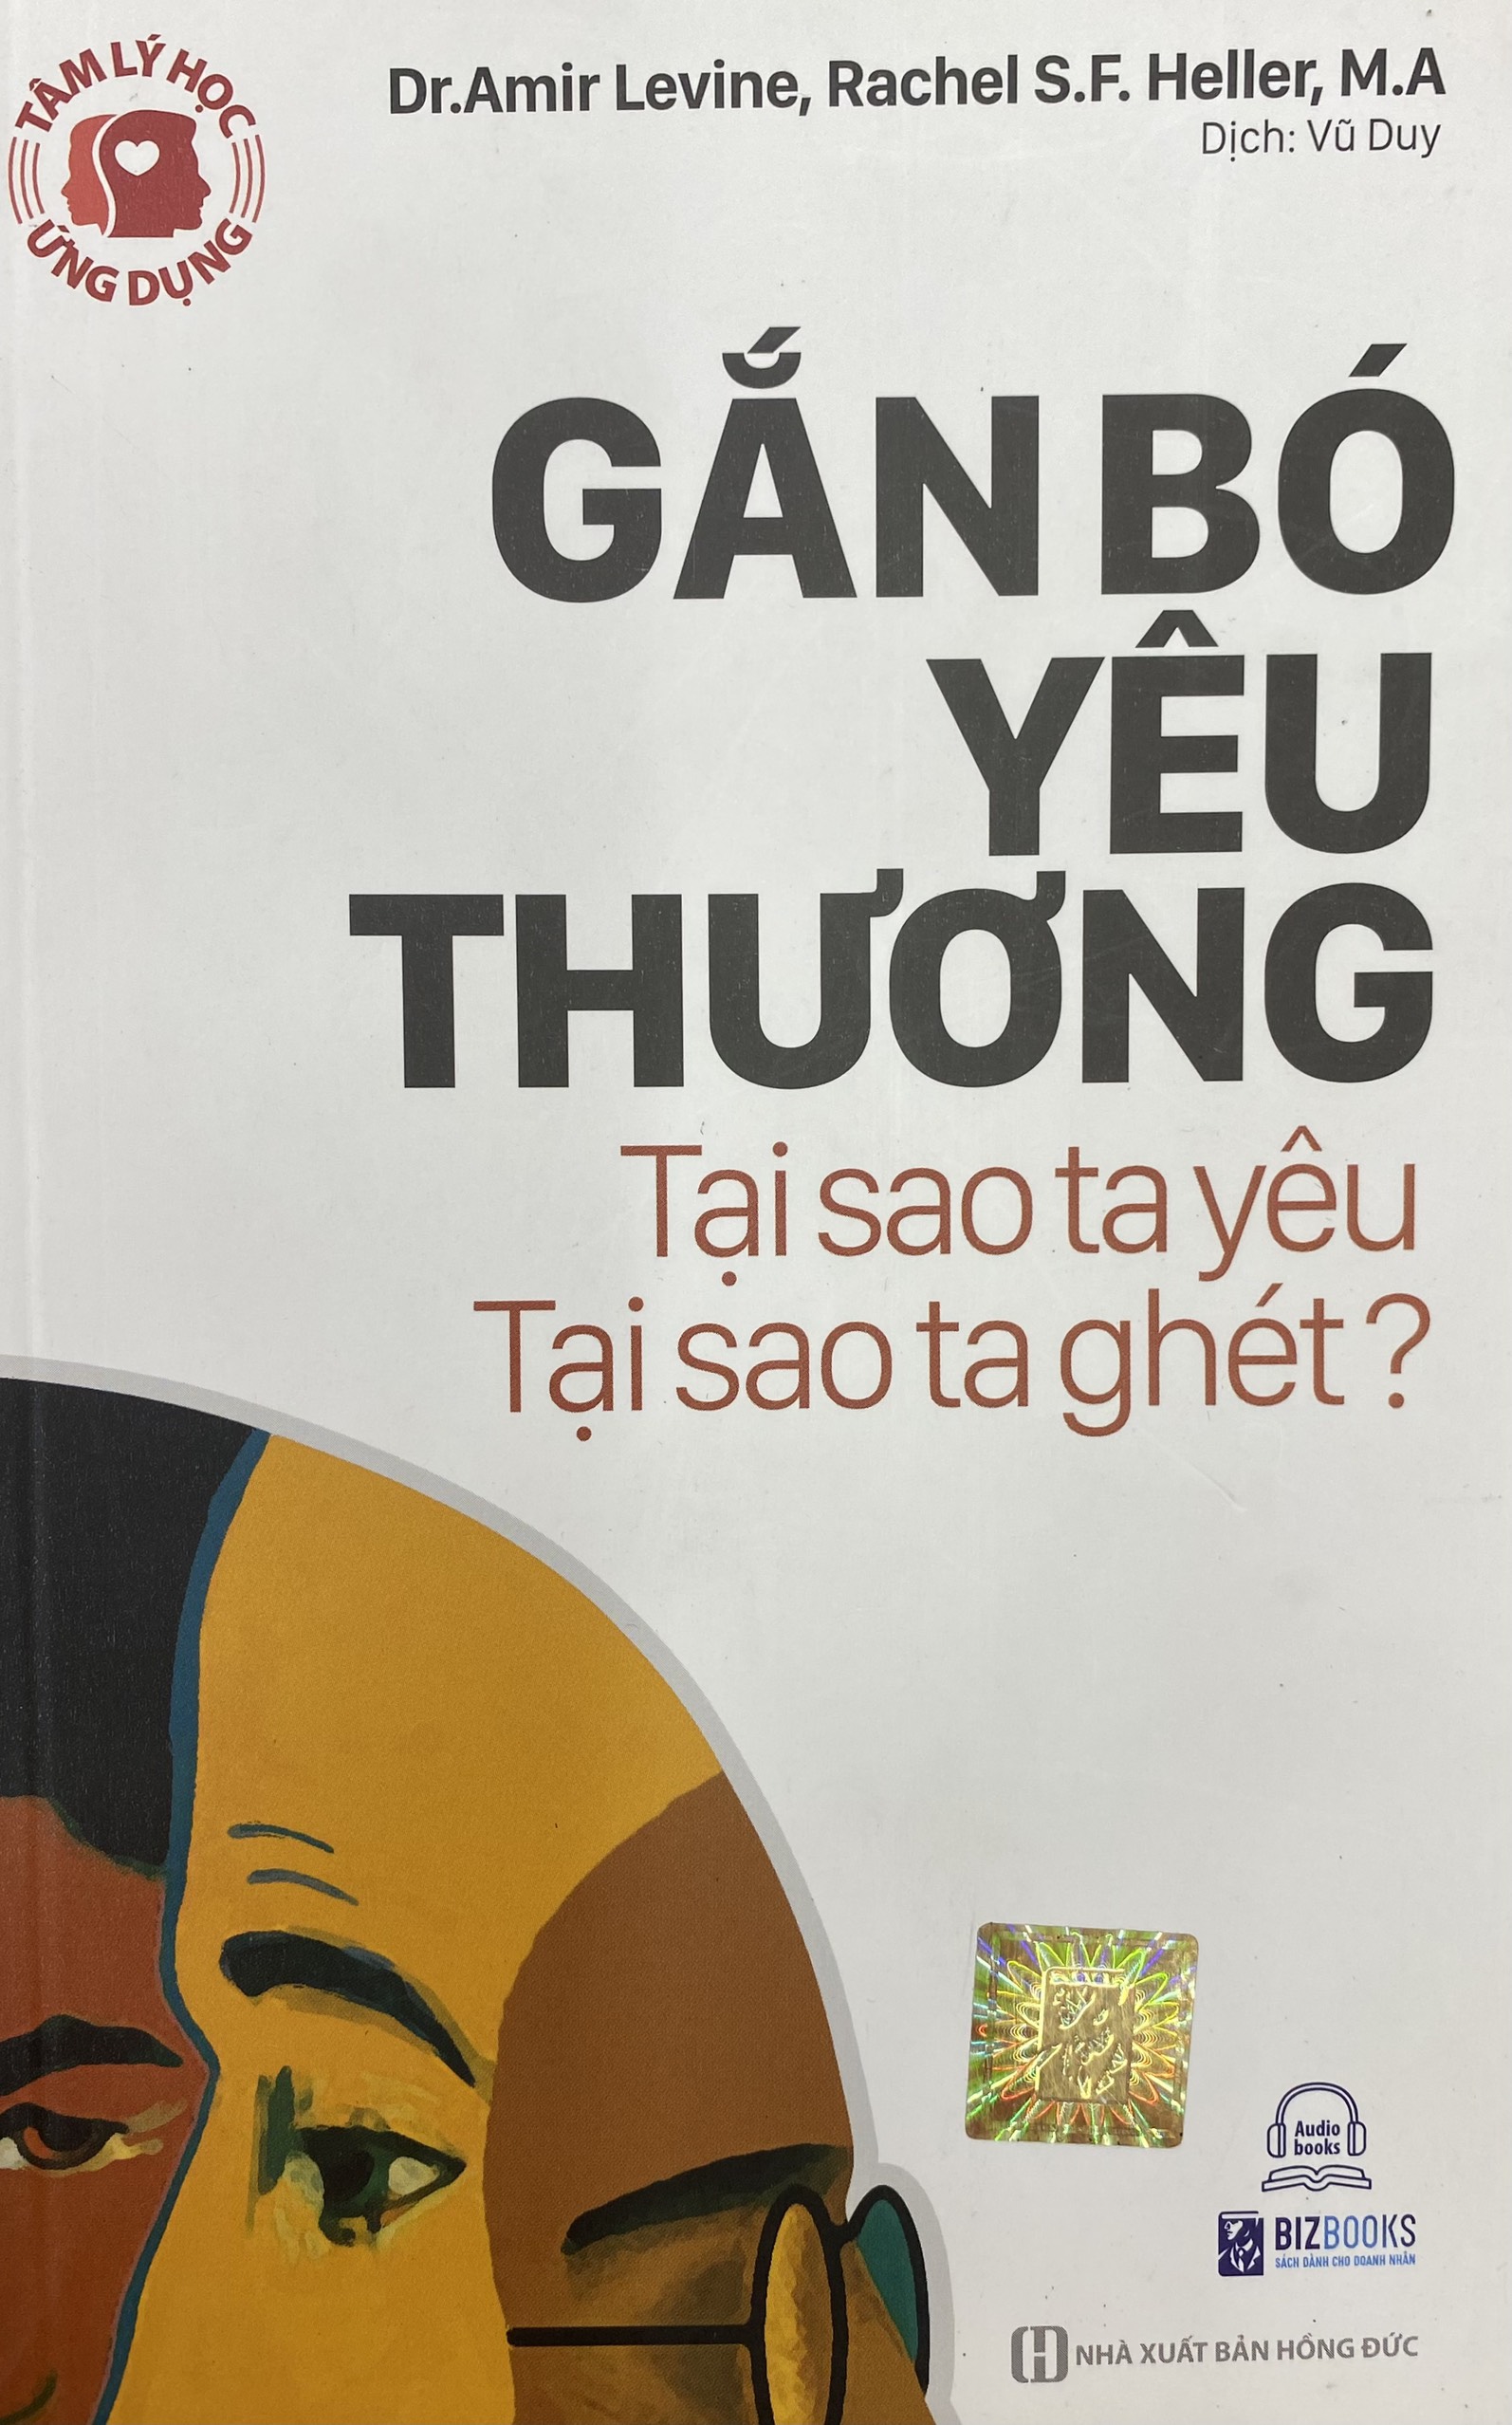 TÂM LÝ HỌC
ỨNG DỤNG
Dr.Amir Levine, Rachel S.F. Heller, M.A
Dịch: Vũ Duy
GẮN BÓ
YÊU
THƯƠNG
Tại sao ta yêu
Tại sao ta ghét?
Audio
books
BIZBOOKS
SÁCH DÀNH CHO DOANH NHÂN
NHÀ XUẤT BẢN HỒNG ĐỨC